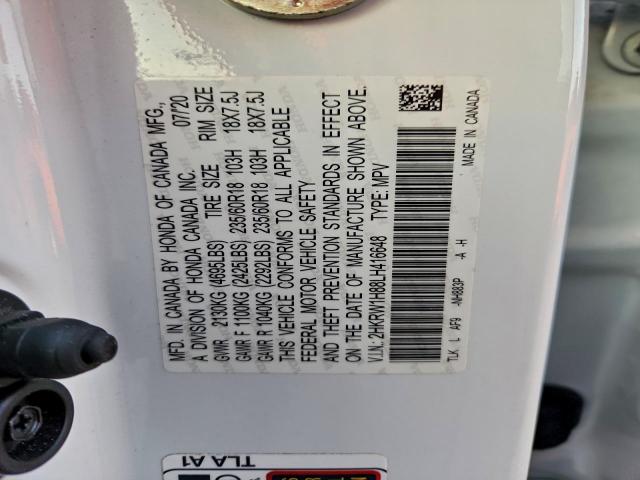 MFD. IN CANADA BY HONDA OF CANADA MFG.,
A DIVISION OF HONDA CANADA INC. 07/20
GVWR 2130KG (4695LBS) TIRE SIZE RIM SIZE
GAWR F 1100KG (2425LBS) 235/60R18 103H 18X7.5J
GAWR R 1040KG (2292LBS) 235/60R18 103H 18X7.5J
THIS VEHICLE CONFORMS TO ALL APPLICABLE
FEDERAL MOTOR VEHICLE SAFETY
AND THEFT PREVENTION STANDARDS IN EFFECT
ON THE DATE OF MANUFACTURE SHOWN ABOVE.
V.I.N.: 2HKRW1H88LH416648 TYPE: MPV
TLK L AF9 -NH883P -A -H
MADE IN CANADA
TLA A1